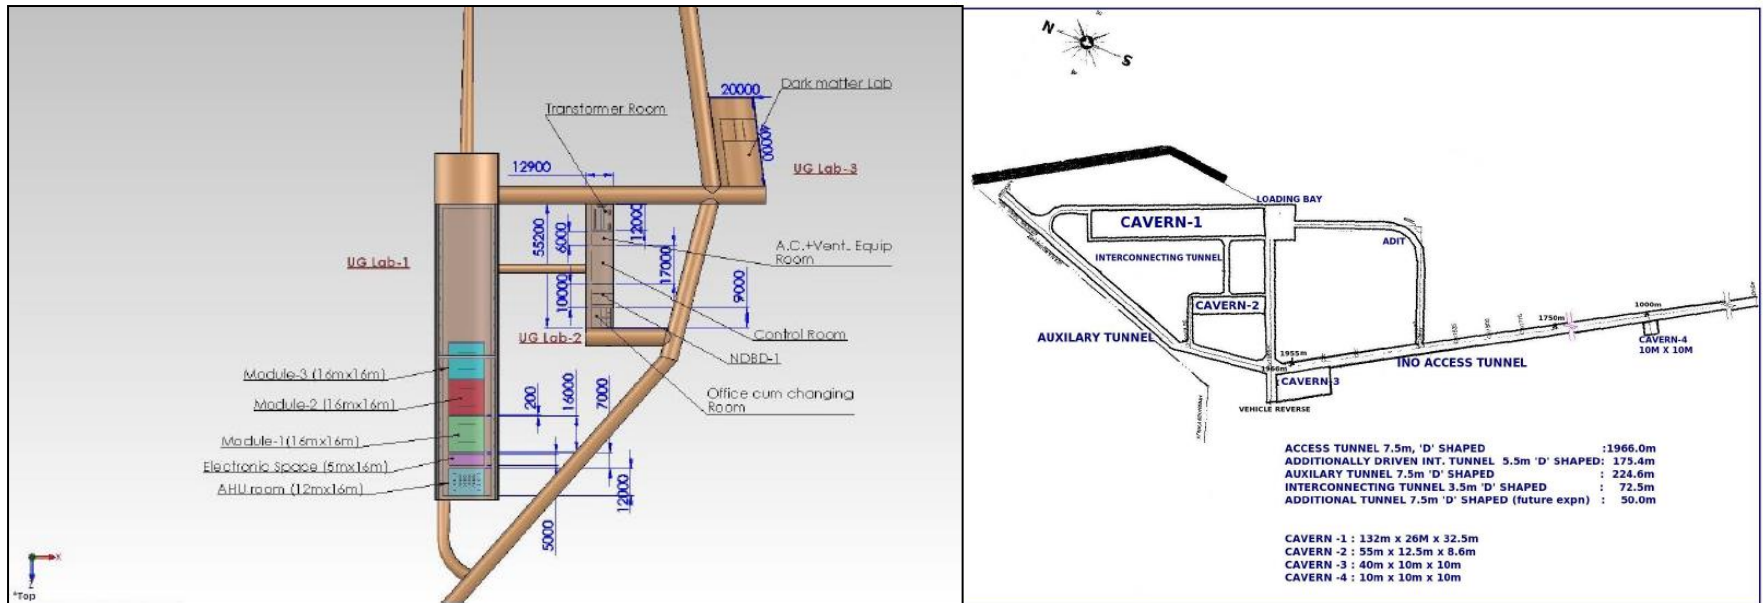 Dark matter Lab
20000
40000
Transformer Room
UG Lab-3
12900
12000
55200
6000
A.C.+Vent. Equip
Room
17000
UG Lab-1
10000
9000
UG Lab-2
Control Room
NDBD-1
Office cum changing
Room
Module-3 (16mx16m)
Module-2 (16mx16m)
Module-1(16mx16m)
Electronic Space (5mx16m)
AHU room (12mx16m)
200
16000
7000
12000
5000
X
Z
*Top
N
S
LOADING BAY
CAVERN-1
ADIT
INTERCONNECTING TUNNEL
CAVERN-2
AUXILARY TUNNEL
1000m
1750m
CAVERN-4
10M X 10M
1955m
1966m
INO ACCESS TUNNEL
CAVERN-3
VEHICLE REVERSE
ACCESS TUNNEL 7.5m, 'D' SHAPED :1966.0m
ADDITIONALLY DRIVEN INT. TUNNEL 5.5m 'D' SHAPED: 175.4m
AUXILARY TUNNEL 7.5m 'D' SHAPED : 224.6m
INTERCONNECTING TUNNEL 3.5m 'D' SHAPED : 72.5m
ADDITIONAL TUNNEL 7.5m 'D' SHAPED (future expn) : 50.0m
CAVERN -1 : 132m x 26M x 32.5m
CAVERN -2 : 55m x 12.5m x 8.6m
CAVERN -3 : 40m x 10m x 10m
CAVERN -4 : 10m x 10m x 10m